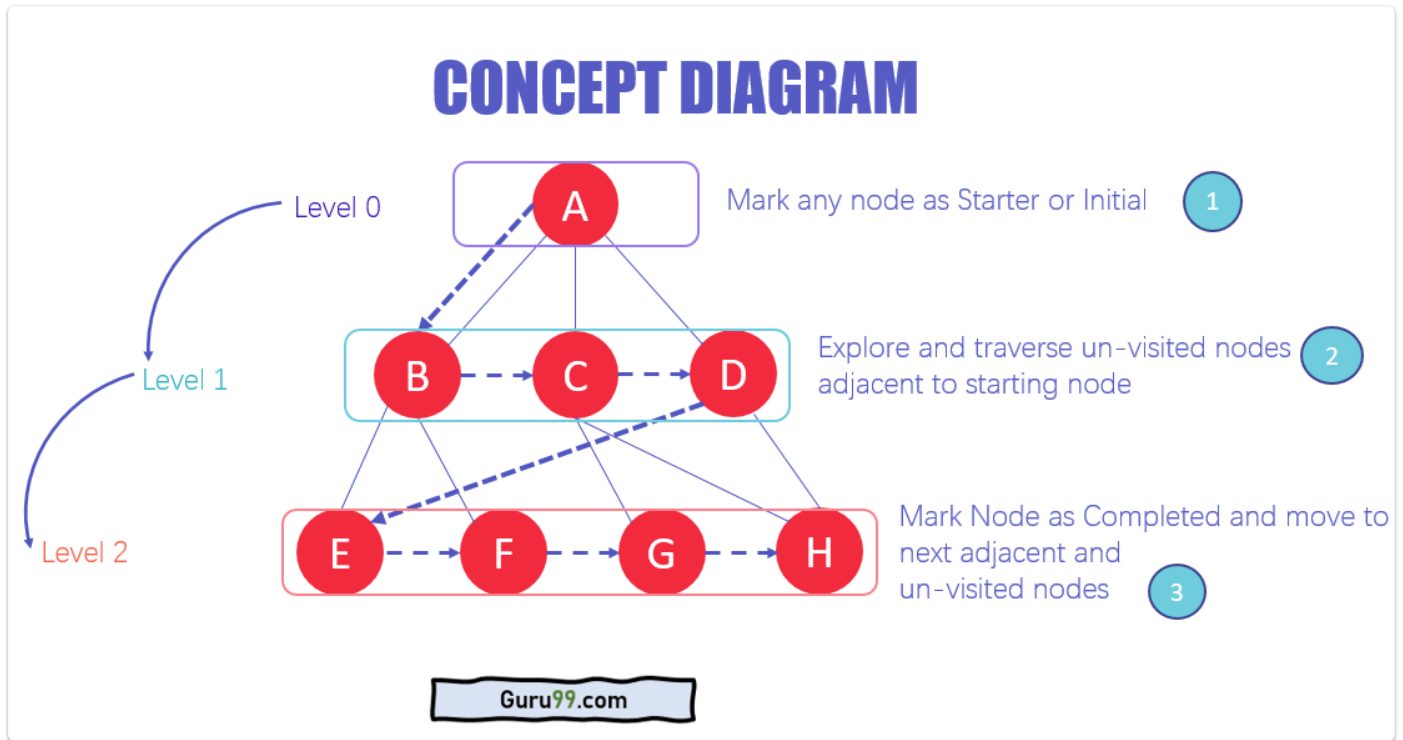 CONCEPT DIAGRAM
Level 0
A
Mark any node as Starter or Initial
1
Level 1
B
C
D
Explore and traverse un-visited nodes
adjacent to starting node
2
Level 2
E
F
G
H
Mark Node as Completed and move to
next adjacent and
un-visited nodes
3
Guru99.com